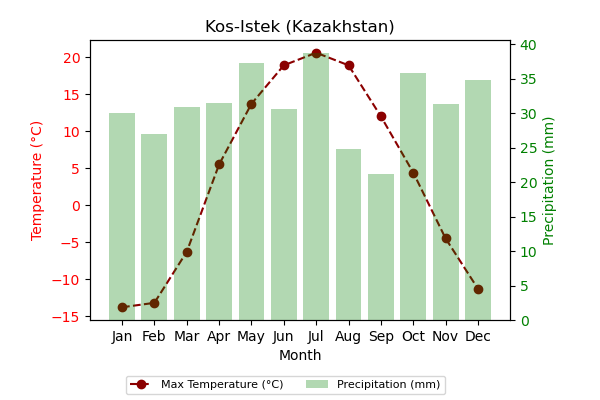 Kos-Istek (Kazakhstan)
Temperature (°C)
20
15
10
5
0
−5
−10
−15
40
35
30
25
20
15
10
5
0
Precipitation (mm)
Jan Feb Mar Apr May Jun Jul Aug Sep Oct Nov Dec
Month
Max Temperature (°C) Precipitation (mm)